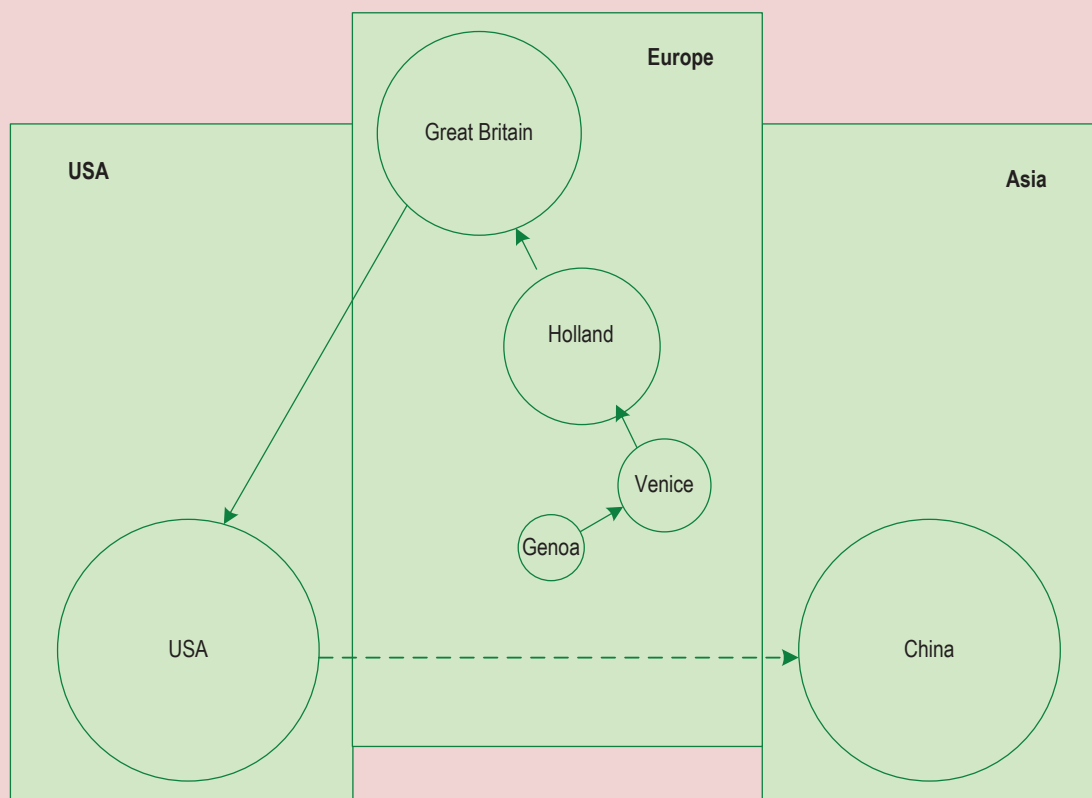 Europe
Great Britain
USA
Asia
Holland
Venice
Genoa
USA
China